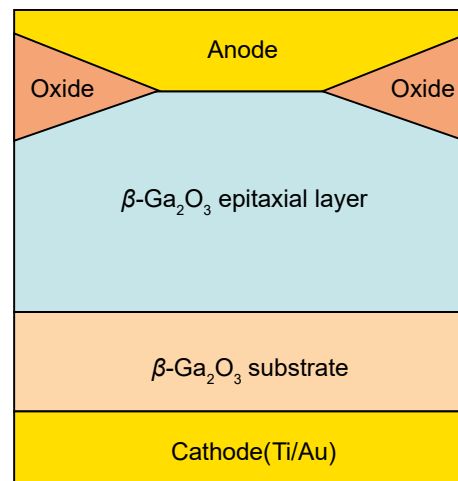 Anode
Oxide
Oxide
β-Ga₂O₃ epitaxial layer
β-Ga₂O₃ substrate
Cathode(Ti/Au)